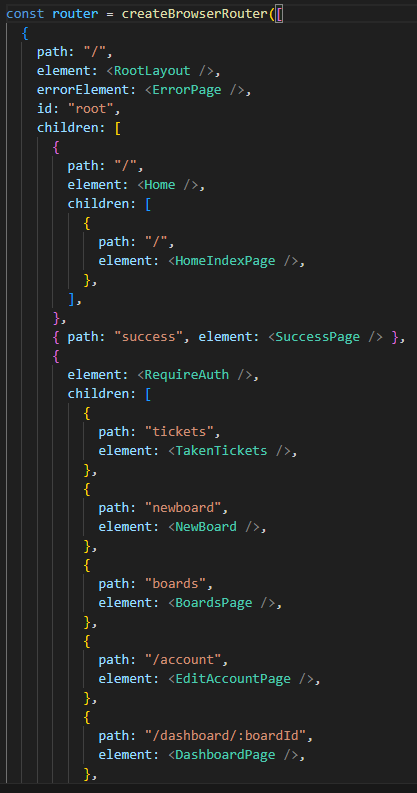 const router = createBrowserRouter([
  {
    path: "/",
    element: <RootLayout />,
    errorElement: <ErrorPage />,
    id: "root",
    children: [
      {
        path: "/",
        element: <Home />,
        children: [
          {
            path: "/",
            element: <HomeIndexPage />,
          },
        ],
      },
      { path: "success", element: <SuccessPage /> },
      {
        element: <RequireAuth />,
        children: [
          {
            path: "tickets",
            element: <TakenTickets />,
          },
          {
            path: "newboard",
            element: <NewBoard />,
          },
          {
            path: "boards",
            element: <BoardsPage />,
          },
          {
            path: "/account",
            element: <EditAccountPage />,
          },
          {
            path: "/dashboard/:boardId",
            element: <DashboardPage />,
          },